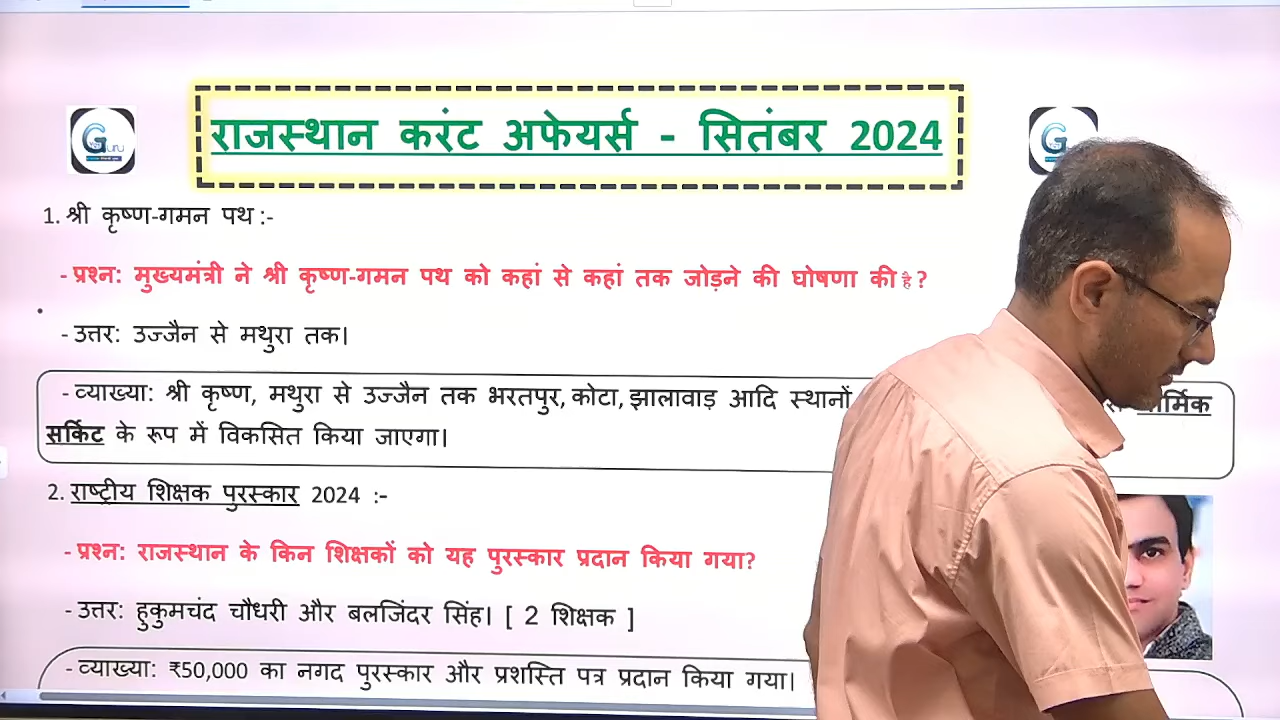 राजस्थान करंट अफेयर्स - सितंबर 2024
1. श्री कृष्ण-गमन पथ :-
- प्रश्न: मुख्यमंत्री ने श्री कृष्ण-गमन पथ को कहां से कहां तक जोड़ने की घोषणा की है ?
- उत्तर: उज्जैन से मथुरा तक।
- व्याख्या: श्री कृष्ण, मथुरा से उज्जैन तक भरतपुर, कोटा, झालावाड़ आदि स्थानों
सर्किट के रूप में विकसित किया जाएगा।
2. राष्ट्रीय शिक्षक पुरस्कार 2024 :-
- प्रश्न: राजस्थान के किन शिक्षकों को यह पुरस्कार प्रदान किया गया?
- उत्तर: हुकुमचंद चौधरी और बलजिंदर सिंह। [ 2 शिक्षक ]
- व्याख्या: ₹50,000 का नगद पुरस्कार और प्रशस्ति पत्र प्रदान किया गया।